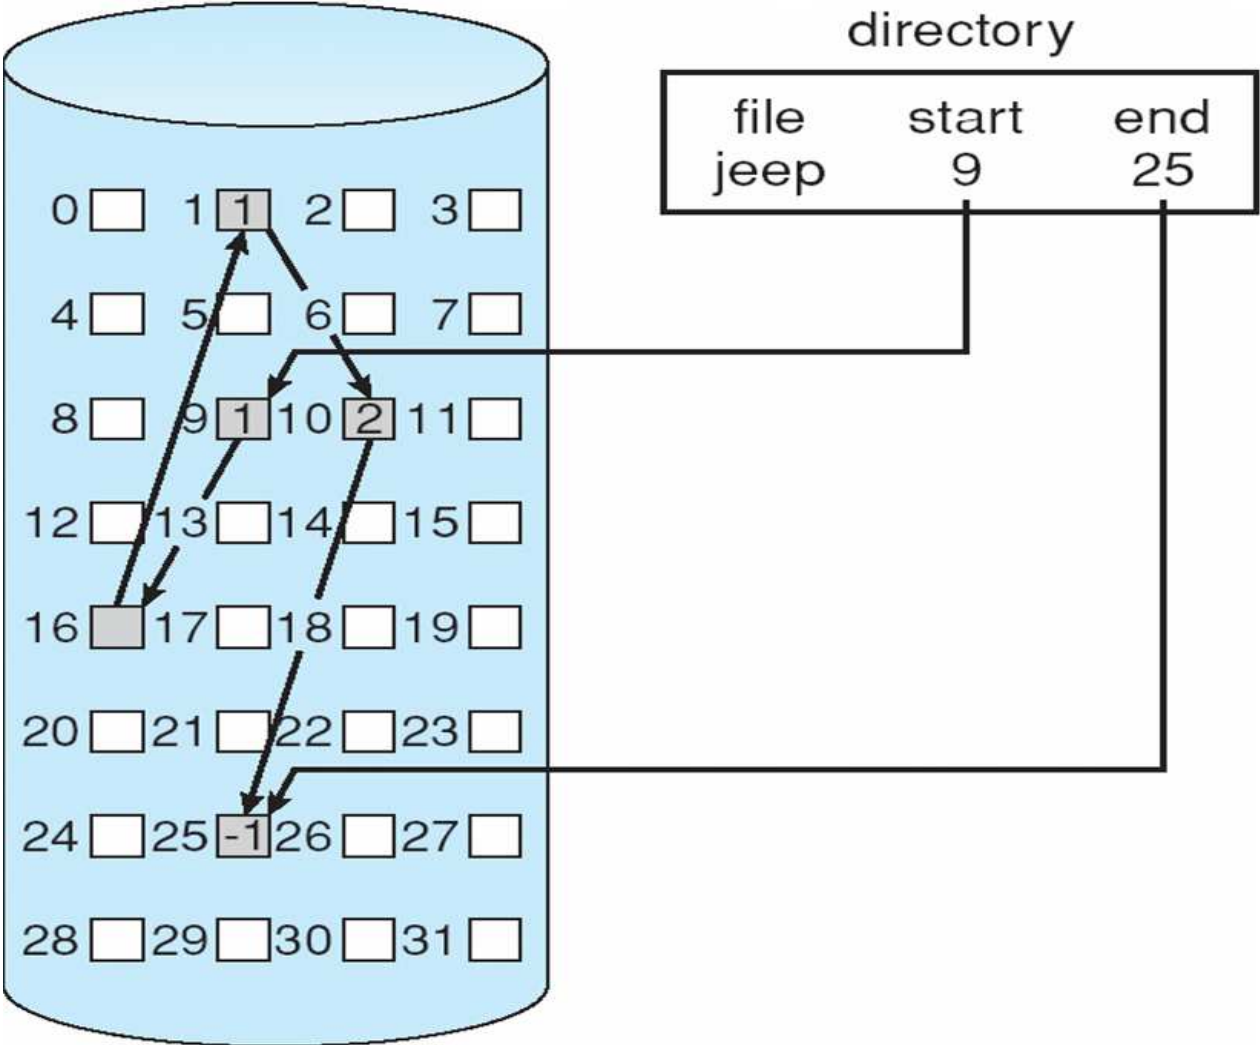 directory
file start end
jeep 9 25
0 1 1 2 3
4 5 6 7
8 9 1 10 2 11
12 13 14 15
16 17 18 19
20 21 22 23
24 25 -1 26 27
28 29 30 31